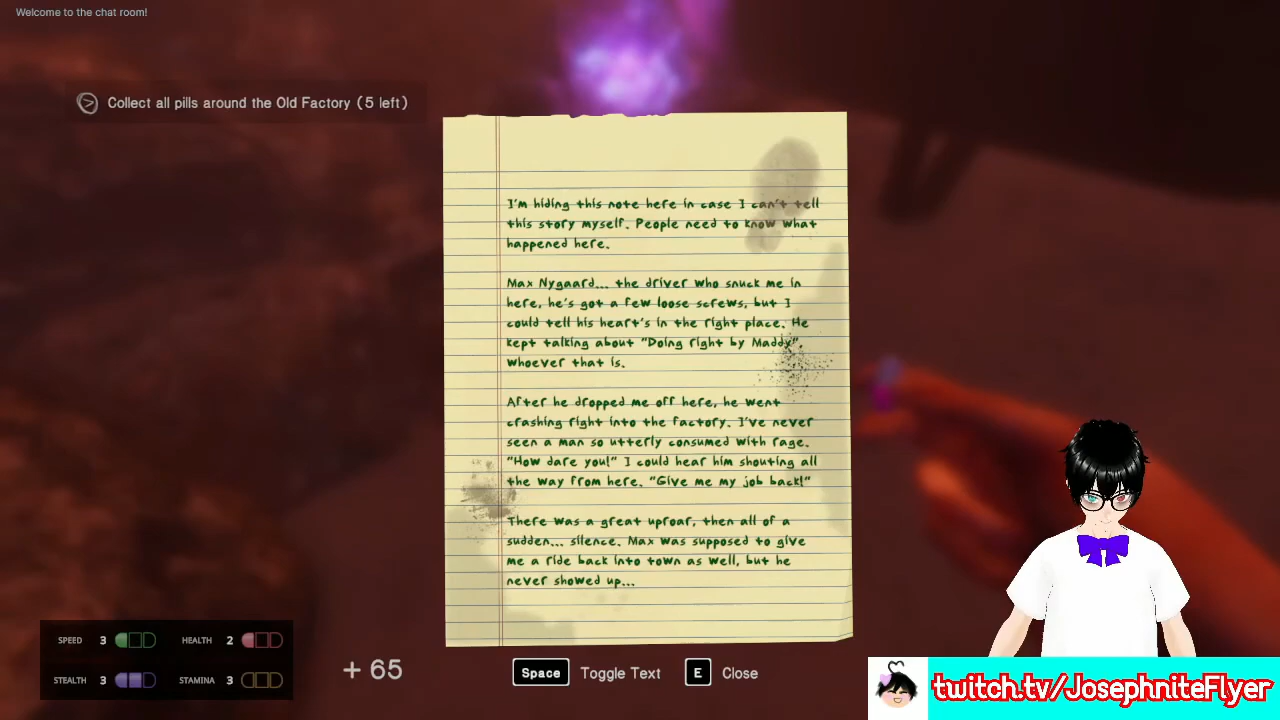 Welcome to the chat room!
Collect all pills around the Old Factory (5 left)
I'm hiding this note here in case I can't tell
this story myself. People need to know what
happened here.
Max Nygaard... the driver who snuck me in
here, he's got a few loose screws, but I
could tell his heart's in the right place. He
kept talking about "Doing right by Maddy",
whoever that is.
After he dropped me off here, he went
crashing right into the factory. I've never
seen a man so utterly consumed with rage.
"How dare you!" I could hear him shouting all
the way from here. "Give me my job back!"
There was a great uproar, then all of a
sudden... silence. Max was supposed to give
me a ride back into town as well, but he
never showed up...
SPEED 3 HEALTH 2
STEALTH 3 STAMINA 3
+ 65
Space Toggle Text E Close
twitch.tv/JosephniteFlyer